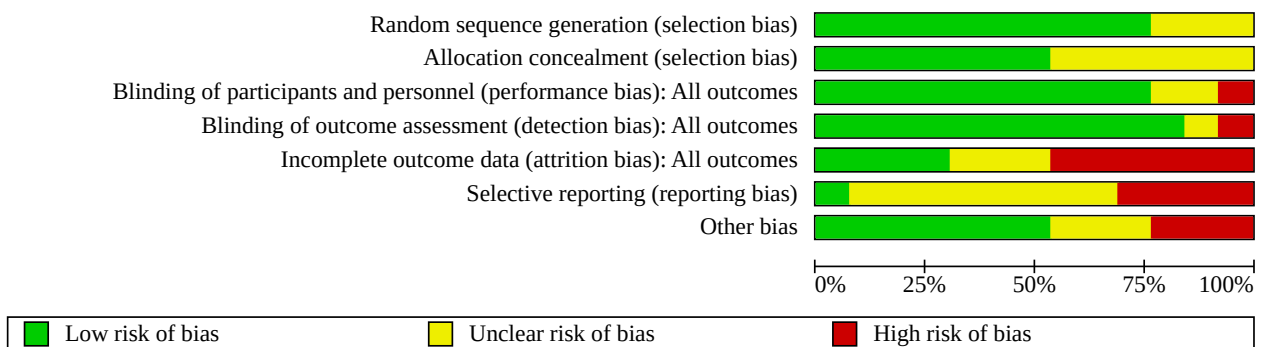 Random sequence generation (selection bias)
Allocation concealment (selection bias)
Blinding of participants and personnel (performance bias): All outcomes
Blinding of outcome assessment (detection bias): All outcomes
Incomplete outcome data (attrition bias): All outcomes
Selective reporting (reporting bias)
Other bias
0% 25% 50% 75% 100%
Low risk of bias Unclear risk of bias High risk of bias